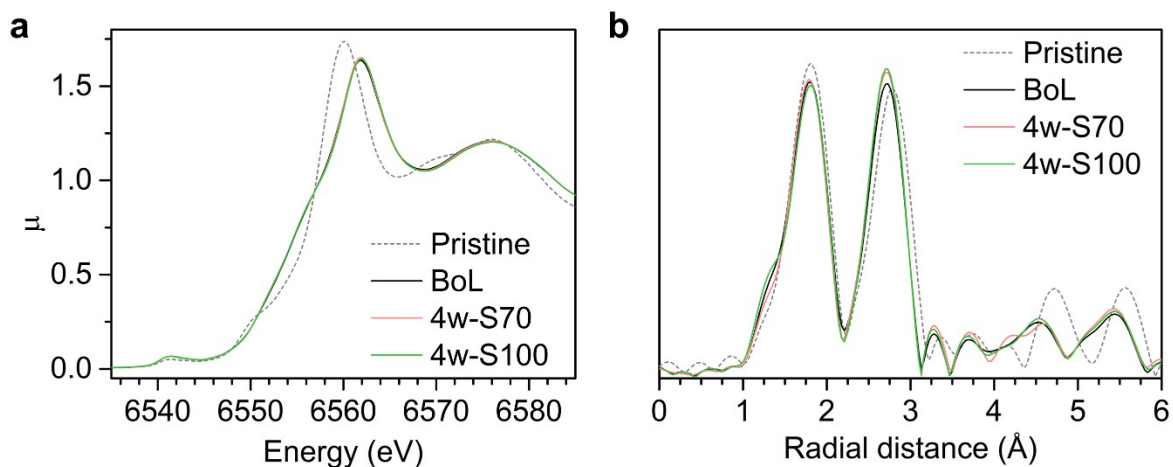 a
1.5
1.0
0.5
0.0
μ
Pristine
BoL
4w-S70
4w-S100
6540 6550 6560 6570 6580
Energy (eV)
b
Pristine
BoL
4w-S70
4w-S100
0 1 2 3 4 5 6
Radial distance (Å)